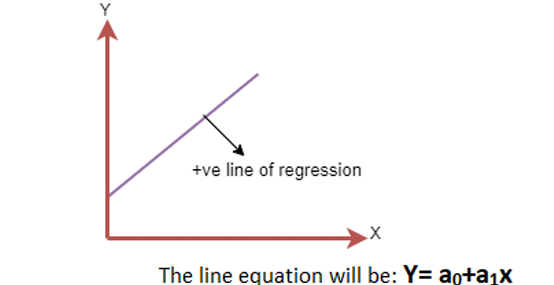 Y
+ve line of regression
X
The line equation will be: Y= a₀+a₁x